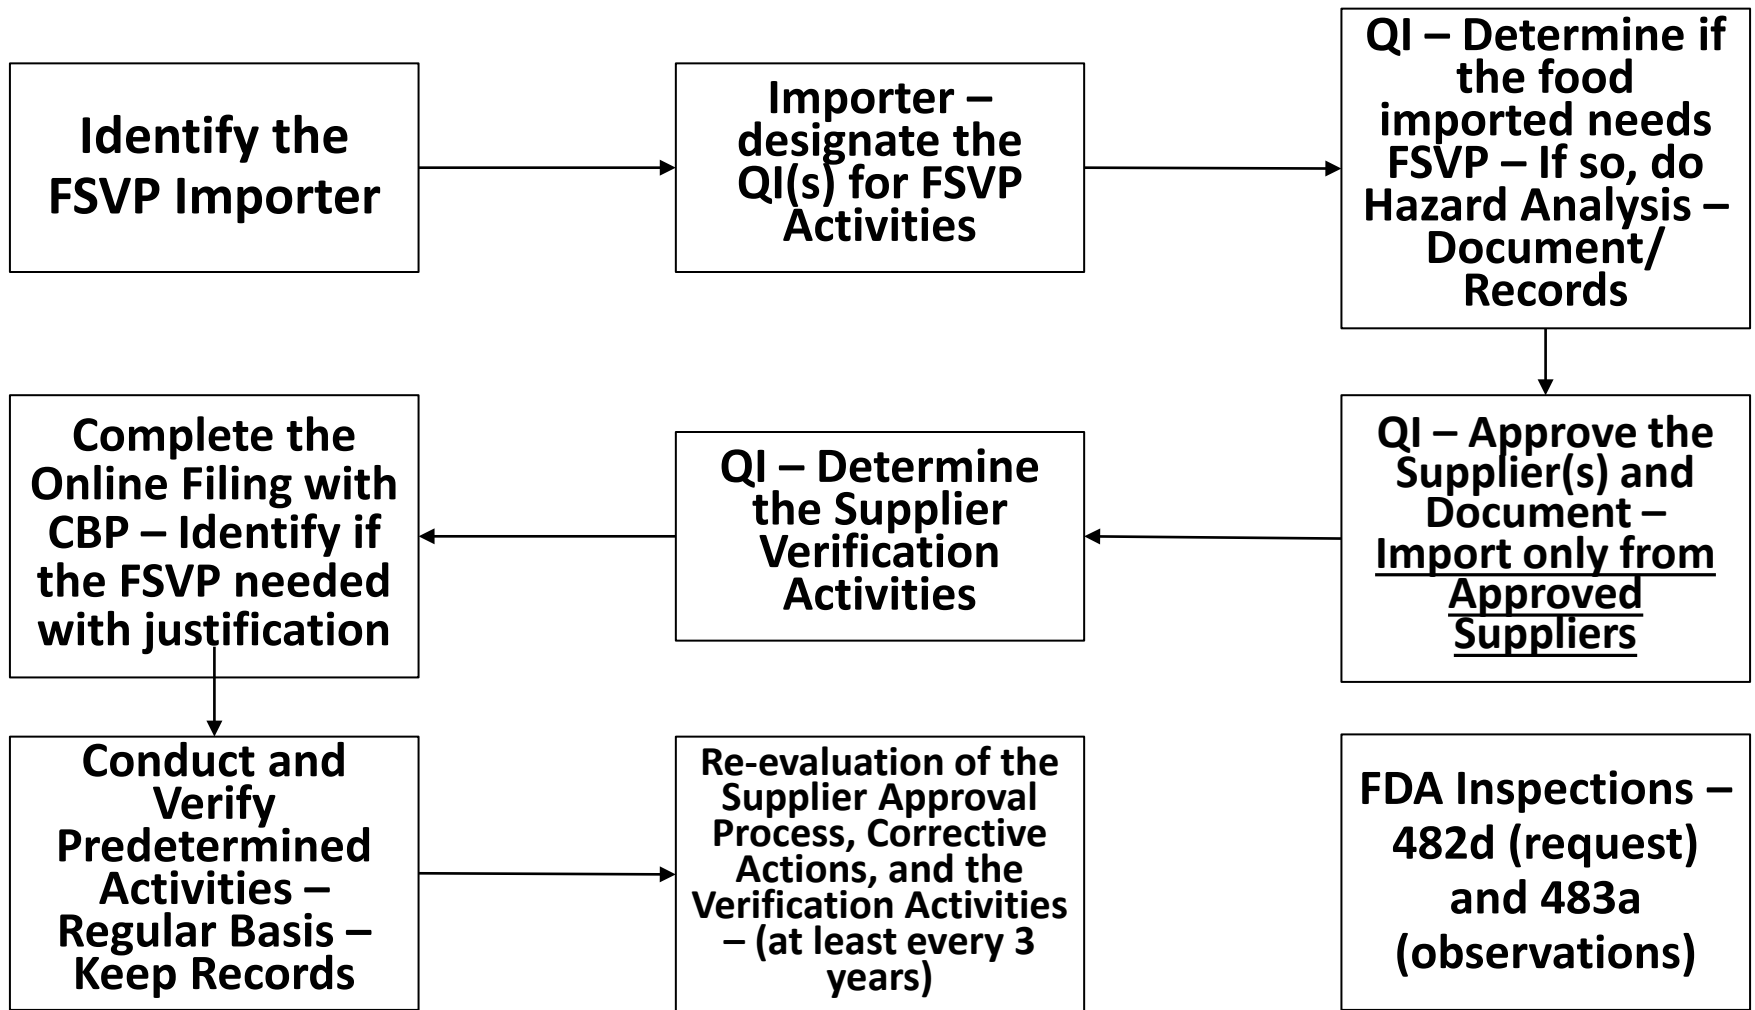 Identify the
FSVP Importer
Importer –
designate the
QI(s) for FSVP
Activities
QI – Determine if
the food
imported needs
FSVP – If so, do
Hazard Analysis –
Document/
Records
QI – Approve the
Supplier(s) and
Document –
Import only from
Approved
Suppliers
QI – Determine
the Supplier
Verification
Activities
Complete the
Online Filing with
CBP – Identify if
the FSVP needed
with justification
Conduct and
Verify
Predetermined
Activities –
Regular Basis –
Keep Records
Re-evaluation of the
Supplier Approval
Process, Corrective
Actions, and the
Verification Activities
– (at least every 3
years)
FDA Inspections –
482d (request)
and 483a
(observations)